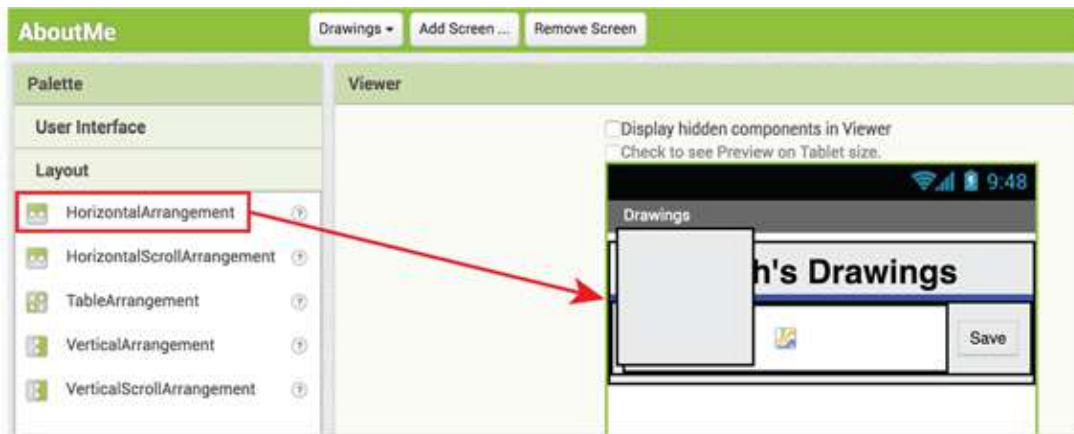 AboutMe
Drawings
Add Screen ...
Remove Screen
Palette
Viewer
User Interface
Display hidden components in Viewer
Check to see Preview on Tablet size.
Layout
HorizontalArrangement
HorizontalScrollArrangement
TableArrangement
VerticalArrangement
VerticalScrollArrangement
9:48
Drawings
h's Drawings
Save